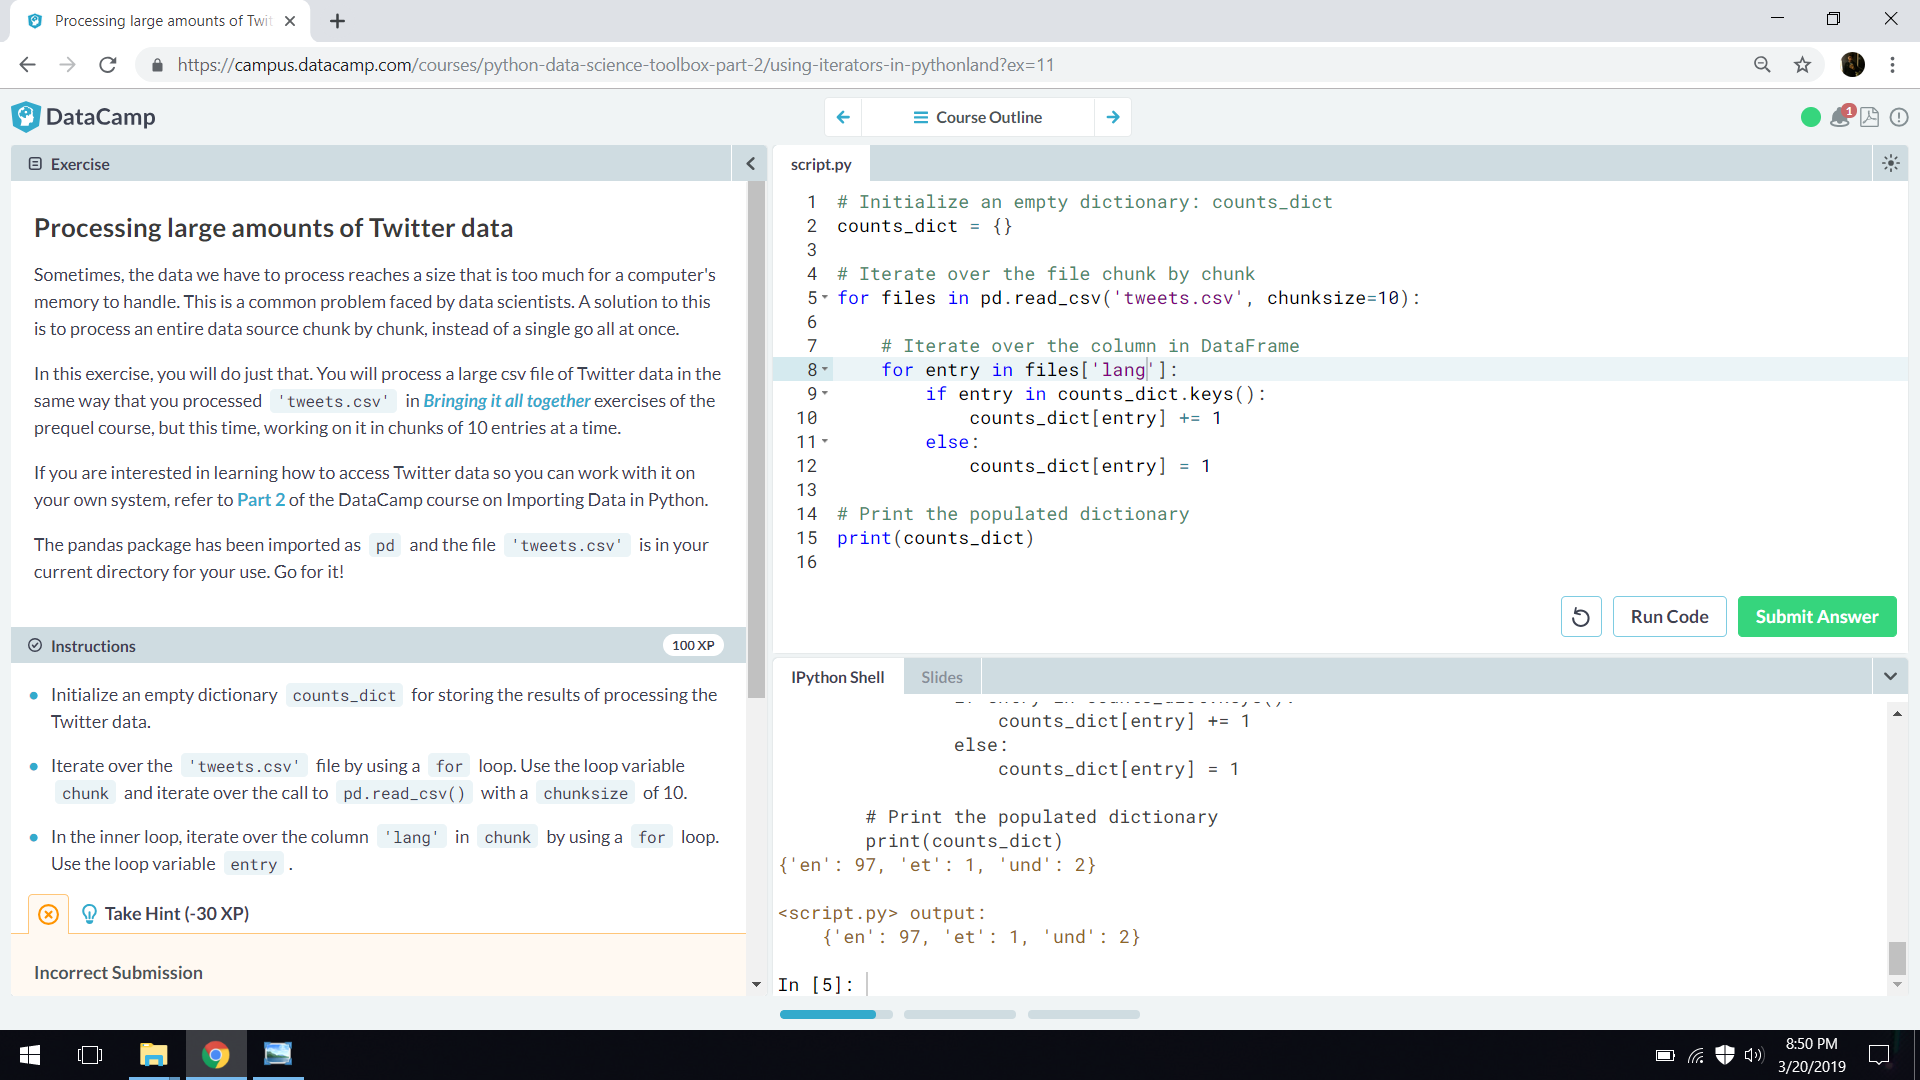 Processing large amounts of Twit
https://campus.datacamp.com/courses/python-data-science-toolbox-part-2/using-iterators-in-pythonland?ex=11
DataCamp
Course Outline
1
Exercise
Processing large amounts of Twitter data
Sometimes, the data we have to process reaches a size that is too much for a computer's
memory to handle. This is a common problem faced by data scientists. A solution to this
is to process an entire data source chunk by chunk, instead of a single go all at once.
In this exercise, you will do just that. You will process a large csv file of Twitter data in the
same way that you processed 'tweets.csv' in Bringing it all together exercises of the
prequel course, but this time, working on it in chunks of 10 entries at a time.
If you are interested in learning how to access Twitter data so you can work with it on
your own system, refer to Part 2 of the DataCamp course on Importing Data in Python.
The pandas package has been imported as pd and the file 'tweets.csv' is in your
current directory for your use. Go for it!
Instructions
100 XP
Initialize an empty dictionary counts_dict for storing the results of processing the
Twitter data.
Iterate over the 'tweets.csv' file by using a for loop. Use the loop variable
chunk and iterate over the call to pd.read_csv() with a chunksize of 10.
In the inner loop, iterate over the column 'lang' in chunk by using a for loop.
Use the loop variable entry .
Take Hint (-30 XP)
Incorrect Submission
script.py
1 # Initialize an empty dictionary: counts_dict
2 counts_dict = {}
3
4 # Iterate over the file chunk by chunk
5 for files in pd.read_csv('tweets.csv', chunksize=10):
6
7     # Iterate over the column in DataFrame
8     for entry in files['lang']:
9         if entry in counts_dict.keys():
10             counts_dict[entry] += 1
11         else:
12             counts_dict[entry] = 1
13
14 # Print the populated dictionary
15 print(counts_dict)
16
Run Code
Submit Answer
IPython Shell
Slides
counts_dict[entry] += 1
else:
counts_dict[entry] = 1
# Print the populated dictionary
print(counts_dict)
{'en': 97, 'et': 1, 'und': 2}
<script.py> output:
{'en': 97, 'et': 1, 'und': 2}
In [5]:
8:50 PM
3/20/2019